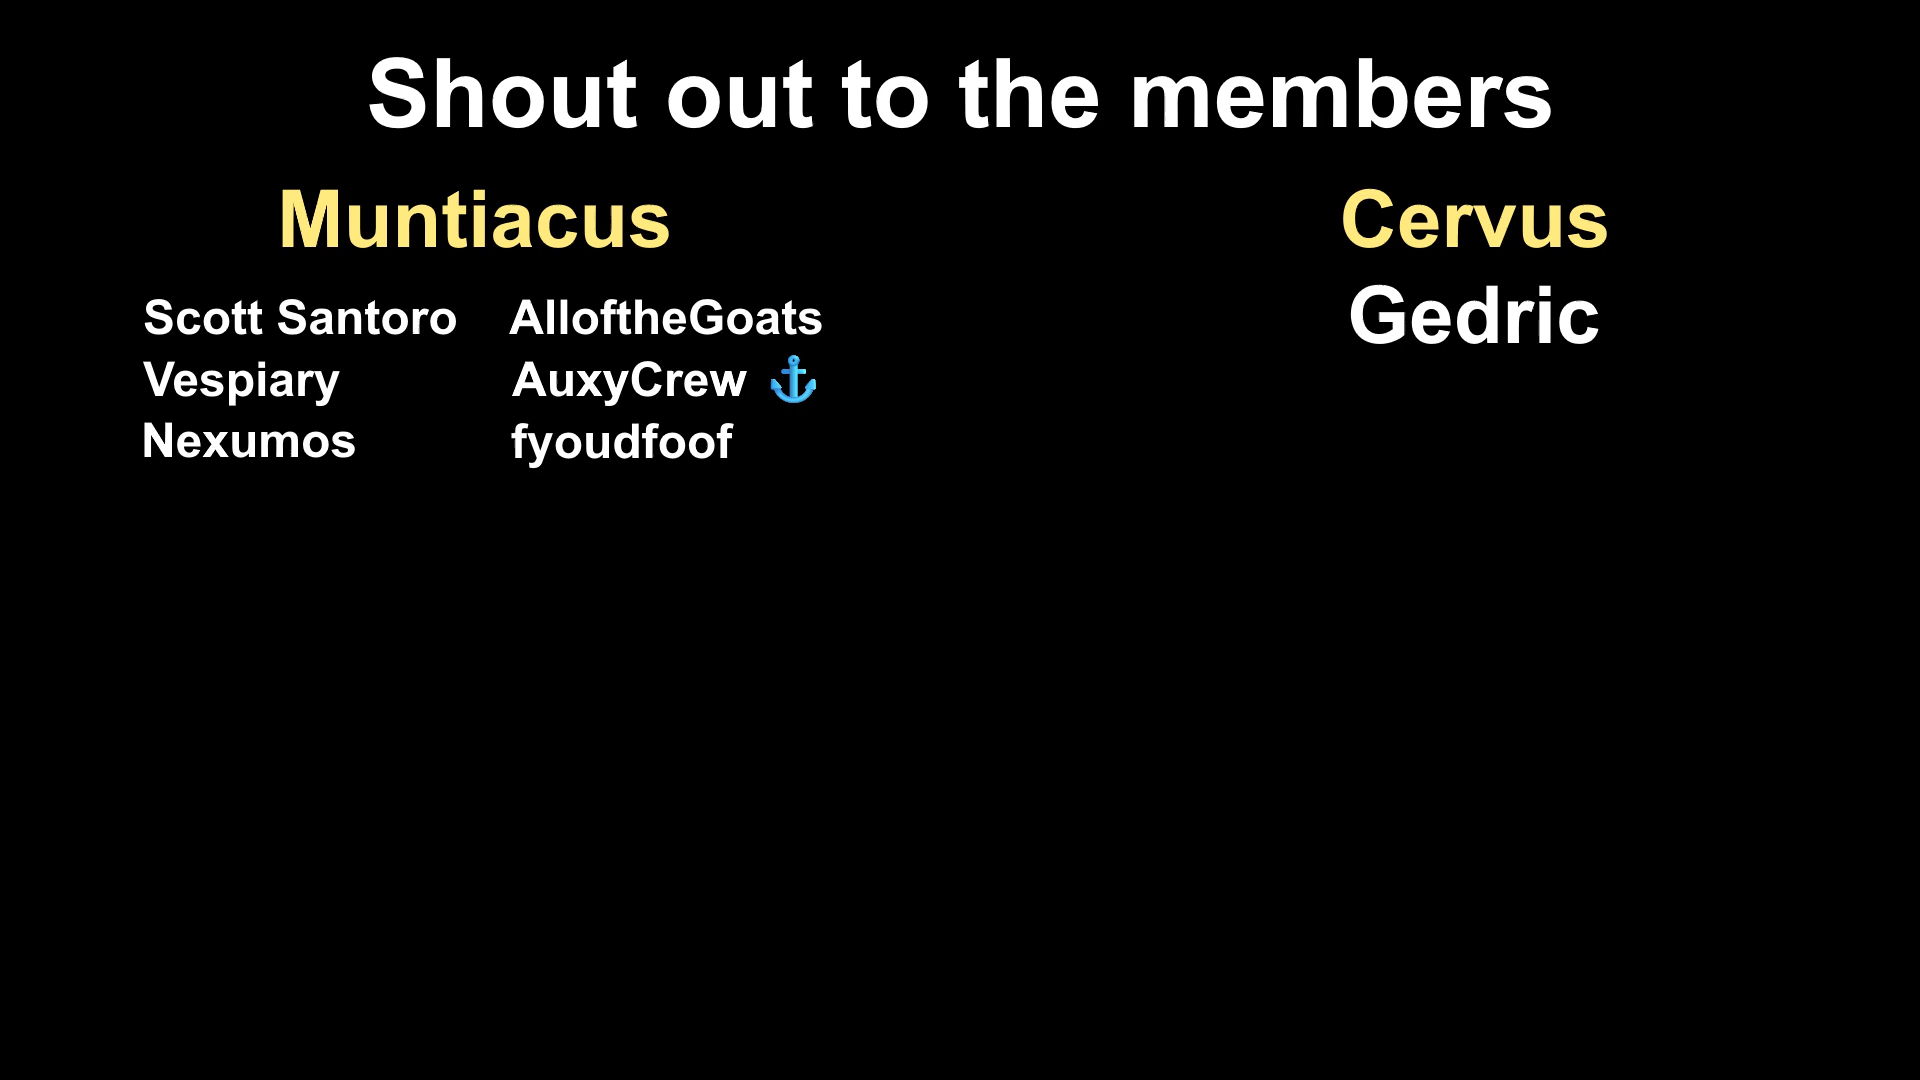 Shout out to the members
Muntiacus
Cervus
Scott Santoro
AlloftheGoats
Gedric
Vespiary
AuxyCrew ⚓
Nexumos
fyoudfoof